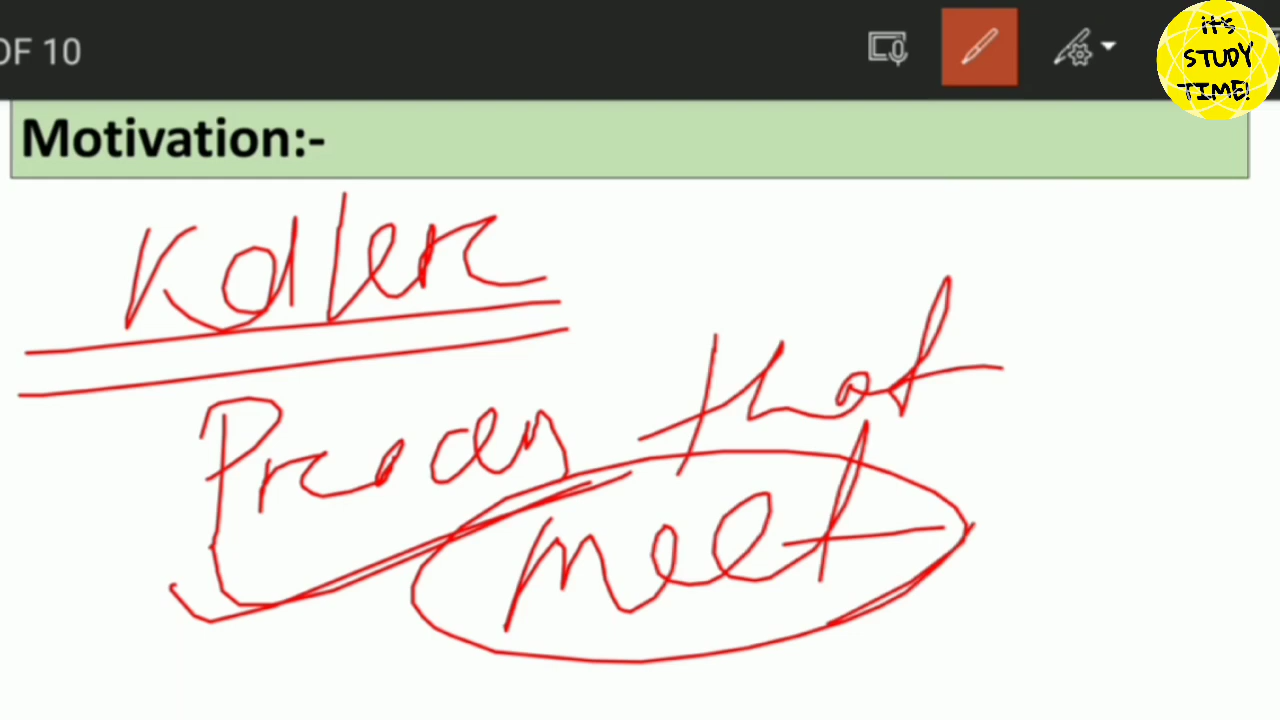 OF 10
iT's
STUDY
TIME!
Motivation:-
Kotler
Process that
meet